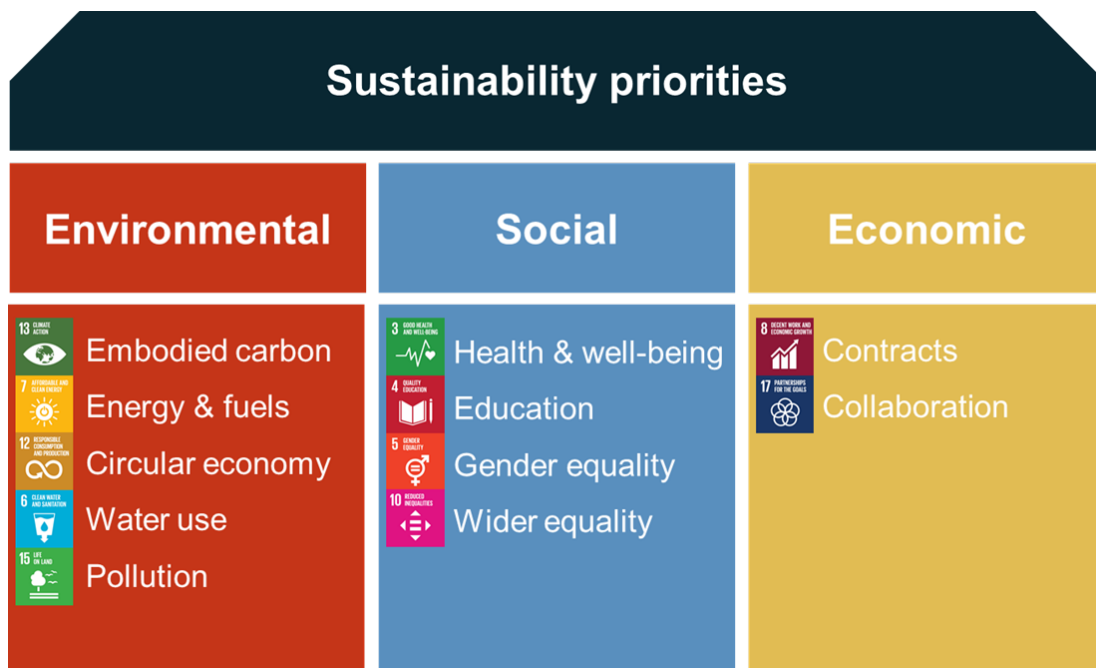 Sustainability priorities
Environmental
Social
Economic
13 CLIMATE
ACTION
Embodied carbon
7 AFFORDABLE AND
CLEAN ENERGY
Energy & fuels
12 RESPONSIBLE
CONSUMPTION
AND PRODUCTION
Circular economy
6 CLEAN WATER
AND SANITATION
Water use
15 LIFE
ON LAND
Pollution
3 GOOD HEALTH
AND WELL-BEING
Health & well-being
4 QUALITY
EDUCATION
Education
5 GENDER
EQUALITY
Gender equality
10 REDUCED
INEQUALITIES
Wider equality
8 DECENT WORK AND
ECONOMIC GROWTH
Contracts
17 PARTNERSHIPS
FOR THE GOALS
Collaboration